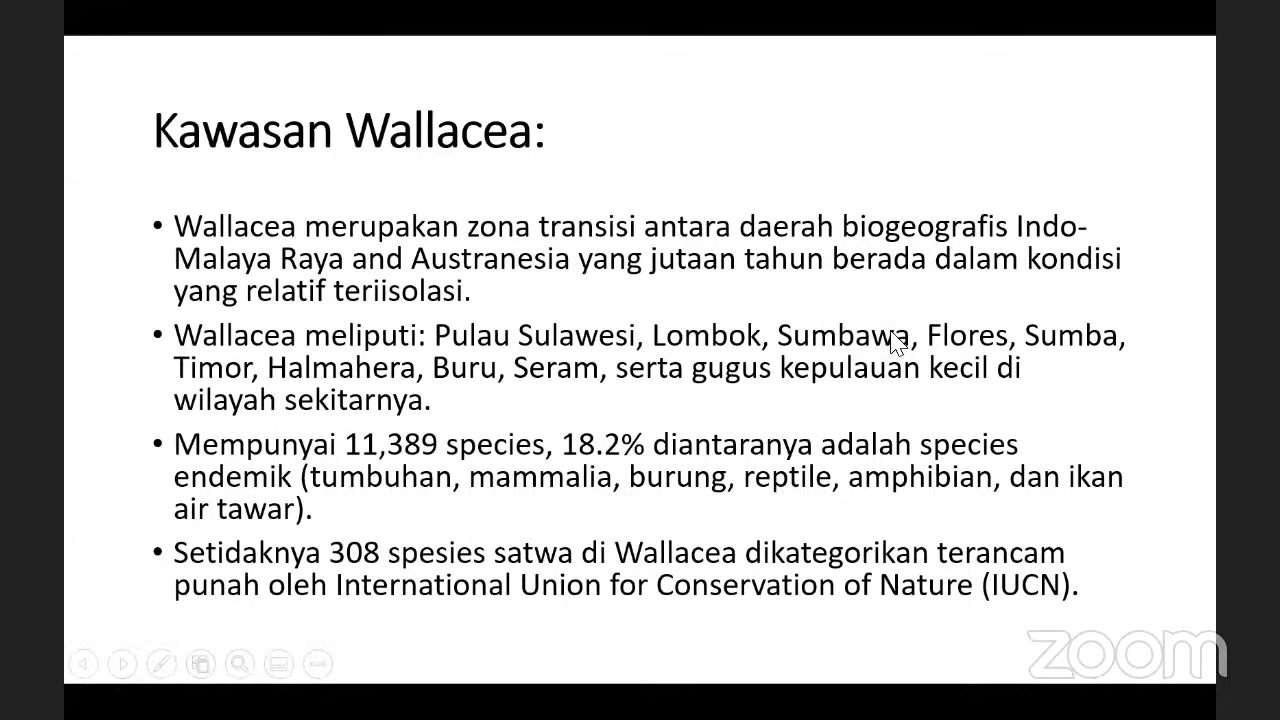 Kawasan Wallacea:
• Wallacea merupakan zona transisi antara daerah biogeografis Indo-
Malaya Raya and Austranesia yang jutaan tahun berada dalam kondisi
yang relatif teriisolasi.
• Wallacea meliputi: Pulau Sulawesi, Lombok, Sumbawa, Flores, Sumba,
Timor, Halmahera, Buru, Seram, serta gugus kepulauan kecil di
wilayah sekitarnya.
• Mempunyai 11,389 species, 18.2% diantaranya adalah species
endemik (tumbuhan, mammalia, burung, reptile, amphibian, dan ikan
air tawar).
• Setidaknya 308 spesies satwa di Wallacea dikategorikan terancam
punah oleh International Union for Conservation of Nature (IUCN).
zoom